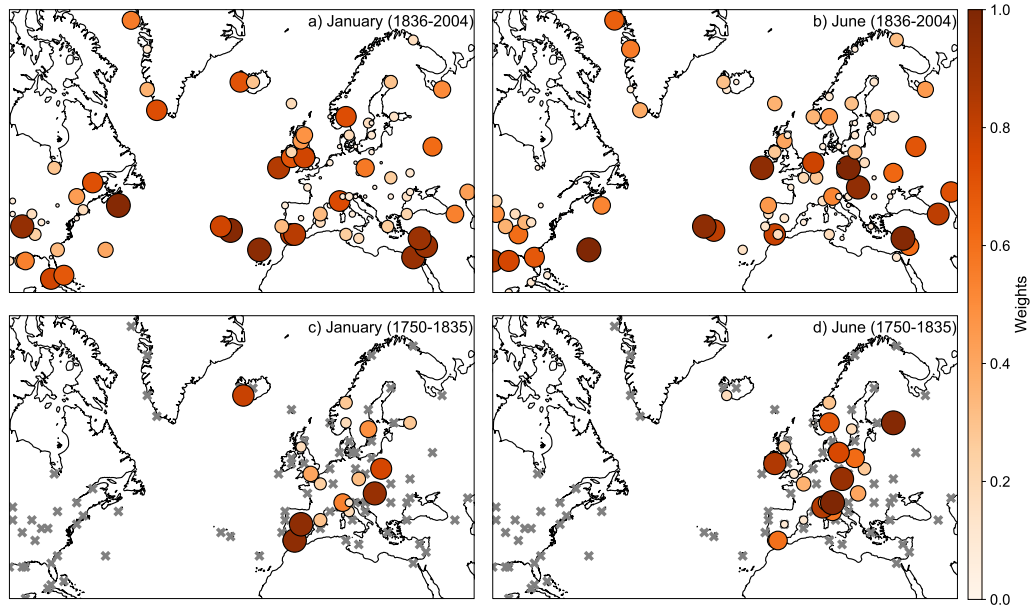 a) January (1836-2004)
b) June (1836-2004)
c) January (1750-1835)
d) June (1750-1835)
1.0
0.8
0.6
0.4
0.2
0.0
Weights